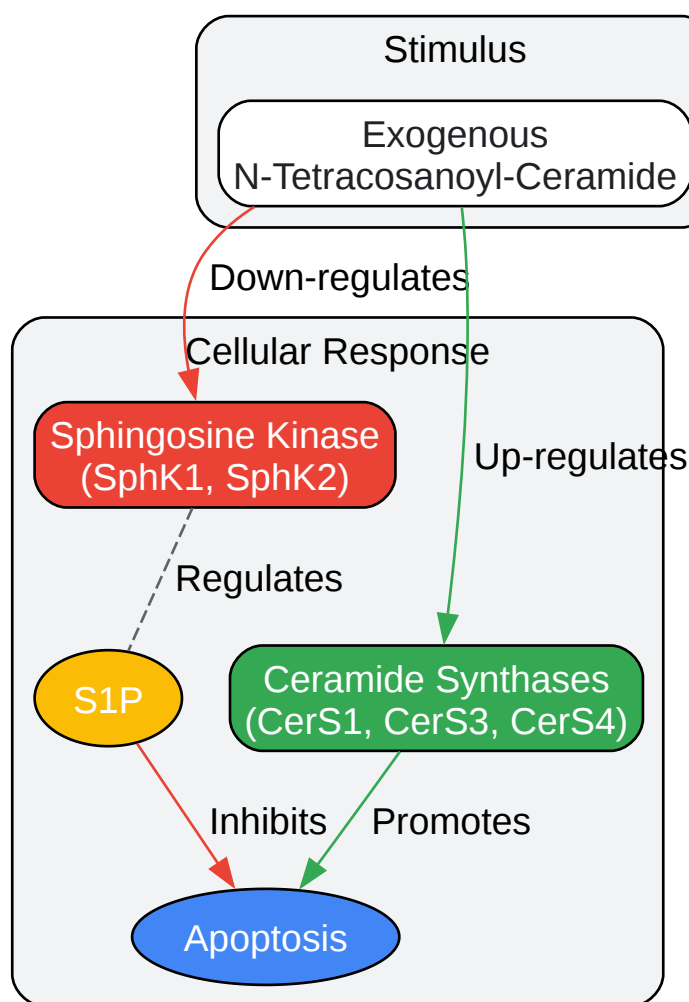 Stimulus
Exogenous
N-Tetracosanoyl-Ceramide
Down-regulates
Cellular Response
Sphingosine Kinase
(SphK1, SphK2)
Up-regulates
Regulates
S1P
Ceramide Synthases
(CerS1, CerS3, CerS4)
Inhibits
Promotes
Apoptosis